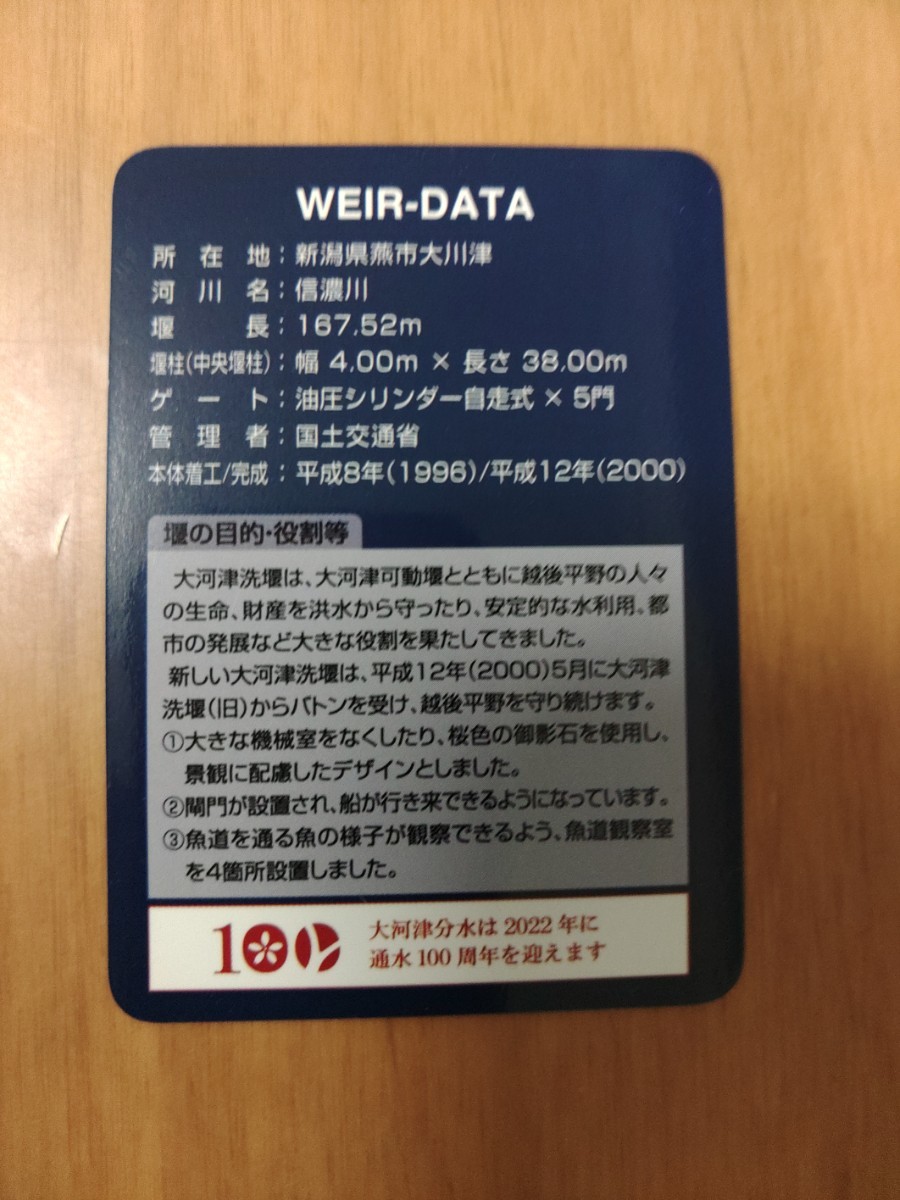 WEIR-DATA
所在地：新潟県燕市大川津
河川名：信濃川
堰長：167.52m
堰柱(中央堰柱)：幅 4.00m × 長さ 38.00m
ゲート：油圧シリンダー自走式 × 5門
管理者：国土交通省
本体着工/完成：平成8年(1996)/平成12年(2000)
堰の目的・役割等
大河津洗堰は、大河津可動堰とともに越後平野の人々
の生命、財産を洪水から守ったり、安定的な水利用。都
市の発展など大きな役割を果たしてきました。
新しい大河津洗堰は、平成12年(2000)5月に大河津
洗堰(旧)からバトンを受け、越後平野を守り続けます。
①大きな機械室をなくしたり、桜色の御影石を使用し、
景観に配慮したデザインとしました。
②閘門が設置され、船が行き来できるようになっています。
③魚道を通る魚の様子が観察できるよう、魚道観察室
を4箇所設置しました。
100
大河津分水は 2022 年に
通水 100 周年を迎えます